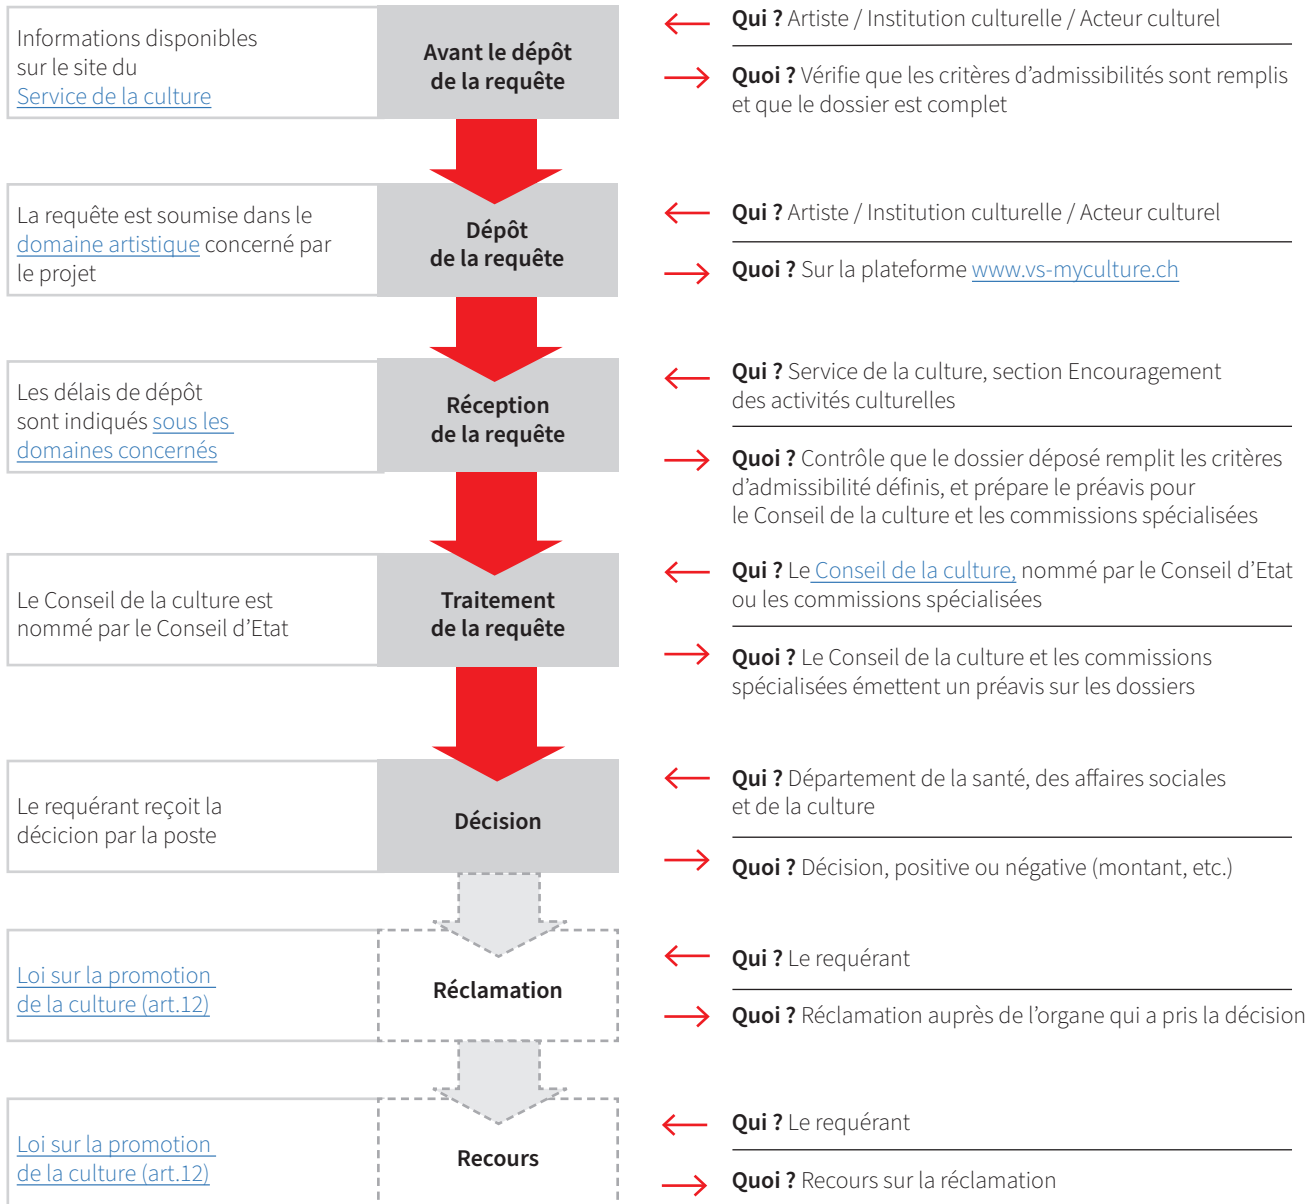 Informations disponibles
sur le site du
Service de la culture
Avant le dépôt
de la requête
Qui ? Artiste / Institution culturelle / Acteur culturel
Quoi ? Vérifie que les critères d’admissibilités sont remplis
et que le dossier est complet
La requête est soumise dans le
domaine artistique concerné par
le projet
Dépôt
de la requête
Qui ? Artiste / Institution culturelle / Acteur culturel
Quoi ? Sur la plateforme www.vs-myculture.ch
Les délais de dépôt
sont indiqués sous les
domaines concernés
Réception
de la requête
Qui ? Service de la culture, section Encouragement
des activités culturelles
Quoi ? Contrôle que le dossier déposé remplit les critères
d’admissibilité définis, et prépare le préavis pour
le Conseil de la culture et les commissions spécialisées
Le Conseil de la culture est
nommé par le Conseil d’Etat
Traitement
de la requête
Qui ? Le Conseil de la culture, nommé par le Conseil d’Etat
ou les commissions spécialisées
Quoi ? Le Conseil de la culture et les commissions
spécialisées émettent un préavis sur les dossiers
Le requérant reçoit la
décicion par la poste
Décision
Qui ? Département de la santé, des affaires sociales
et de la culture
Quoi ? Décision, positive ou négative (montant, etc.)
Loi sur la promotion
de la culture (art.12)
Réclamation
Qui ? Le requérant
Quoi ? Réclamation auprès de l’organe qui a pris la décision
Loi sur la promotion
de la culture (art.12)
Recours
Qui ? Le requérant
Quoi ? Recours sur la réclamation